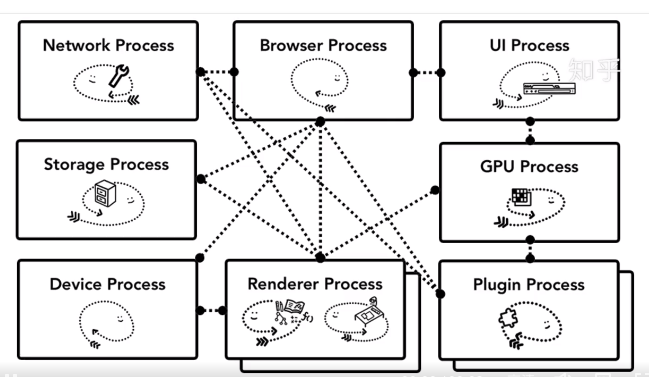 Network Process
Browser Process
UI Process
知乎
Storage Process
GPU Process
Device Process
Renderer Process
Plugin Process